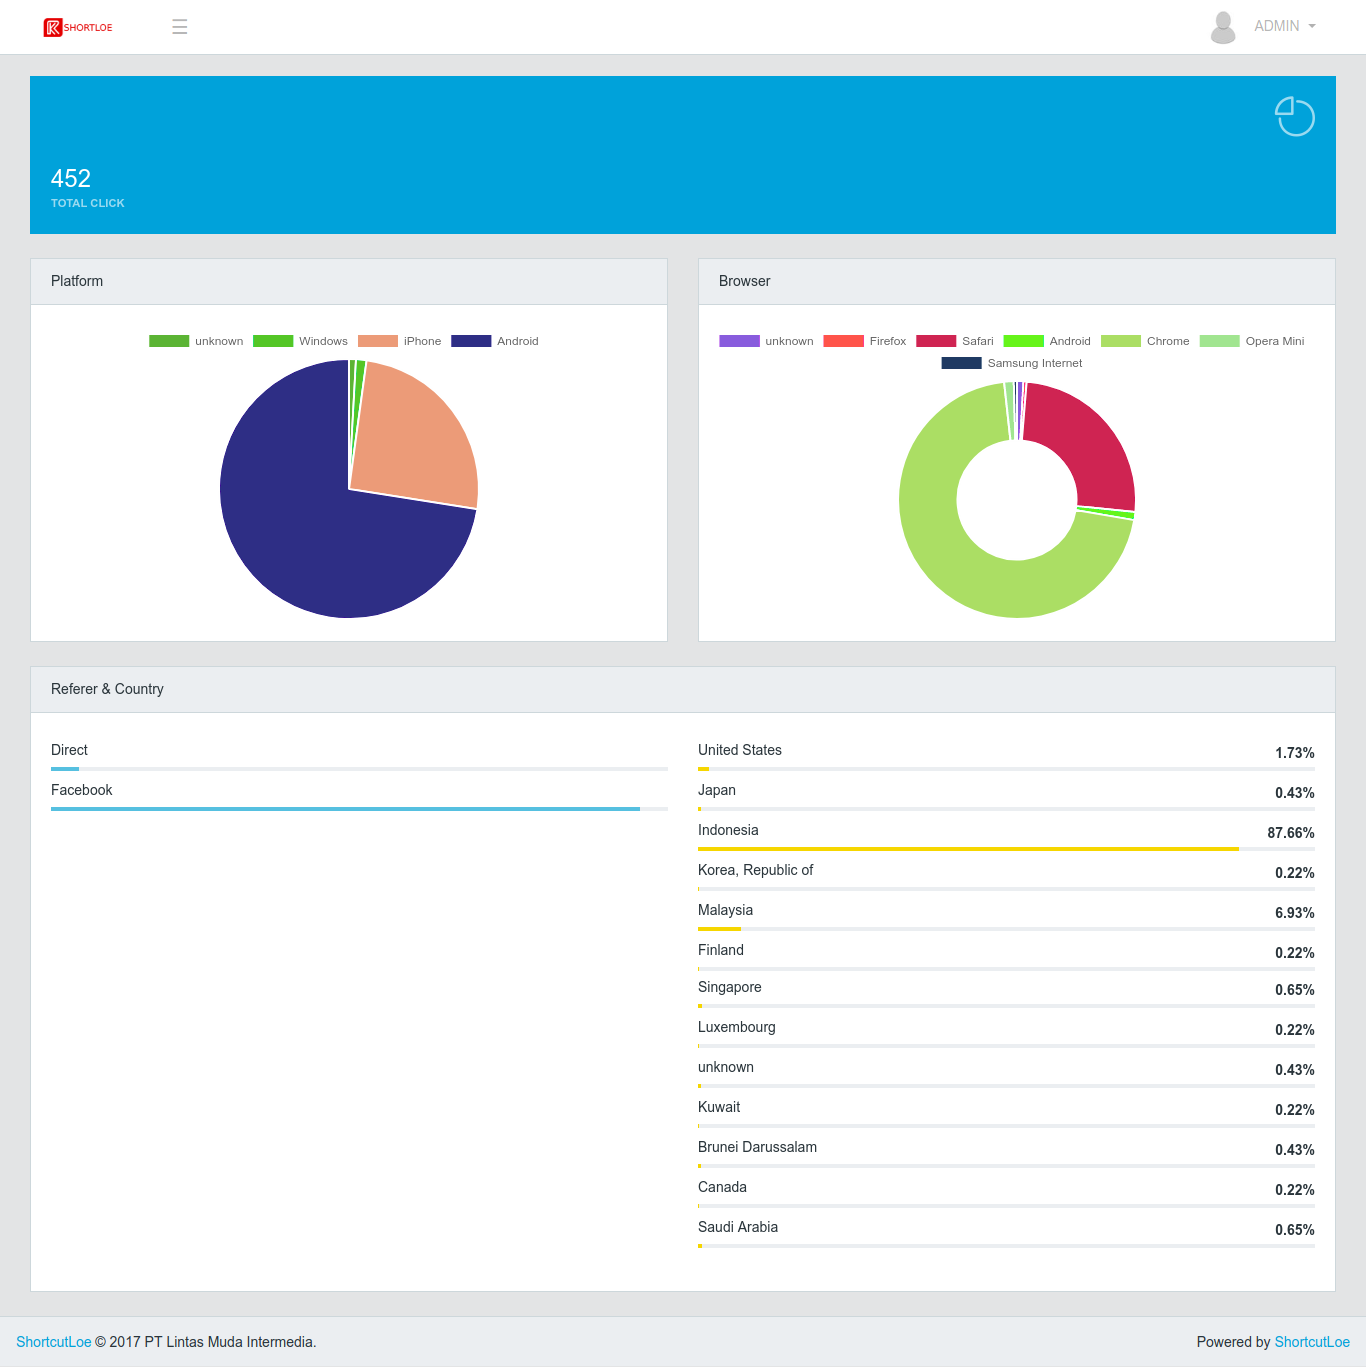 SHORTLOE
ADMIN
452
TOTAL CLICK
Platform
unknown Windows iPhone Android
Browser
unknown Firefox Safari Android Chrome Opera Mini
Samsung Internet
Referer & Country
Direct
Facebook
United States 1.73%
Japan 0.43%
Indonesia 87.66%
Korea, Republic of 0.22%
Malaysia 6.93%
Finland 0.22%
Singapore 0.65%
Luxembourg 0.22%
unknown 0.43%
Kuwait 0.22%
Brunei Darussalam 0.43%
Canada 0.22%
Saudi Arabia 0.65%
ShortcutLoe © 2017 PT Lintas Muda Intermedia.
Powered by ShortcutLoe